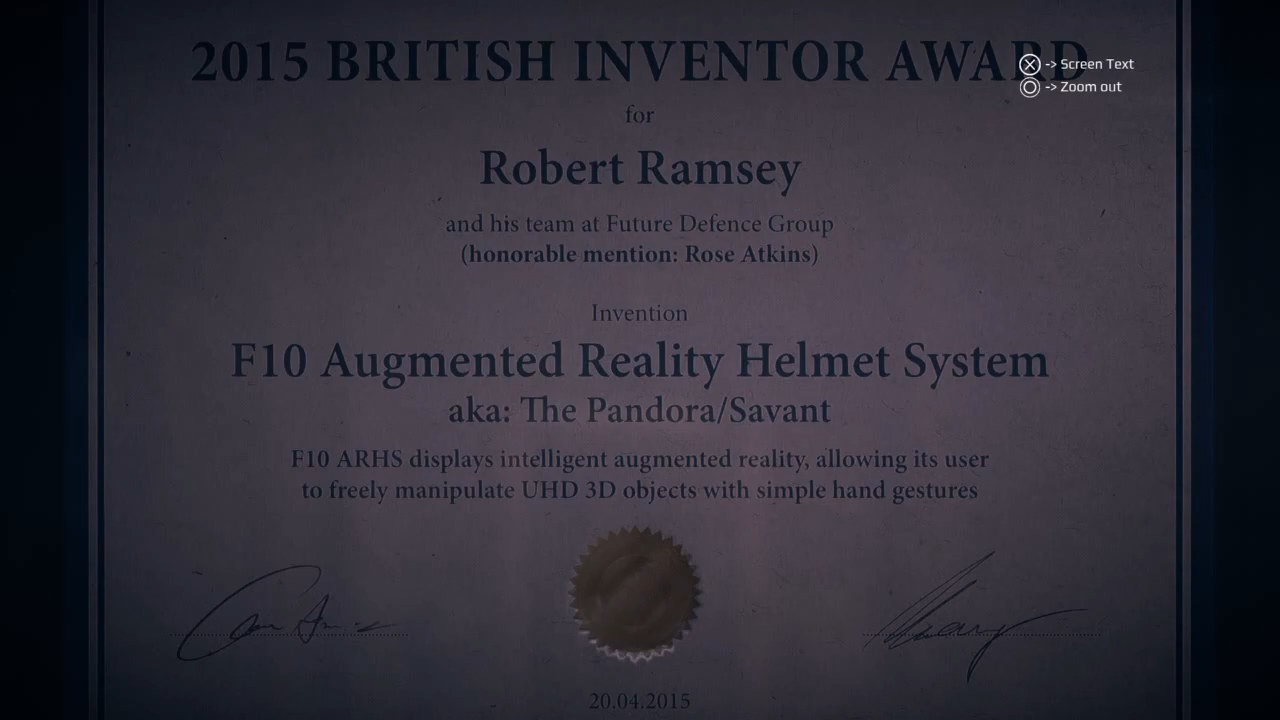 2015 BRITISH INVENTOR AWARD
-> Screen Text
-> Zoom out
for
Robert Ramsey
and his team at Future Defence Group
(honorable mention: Rose Atkins)
Invention
F10 Augmented Reality Helmet System
aka: The Pandora/Savant
F10 ARHS displays intelligent augmented reality, allowing its user
to freely manipulate UHD 3D objects with simple hand gestures
20.04.2015